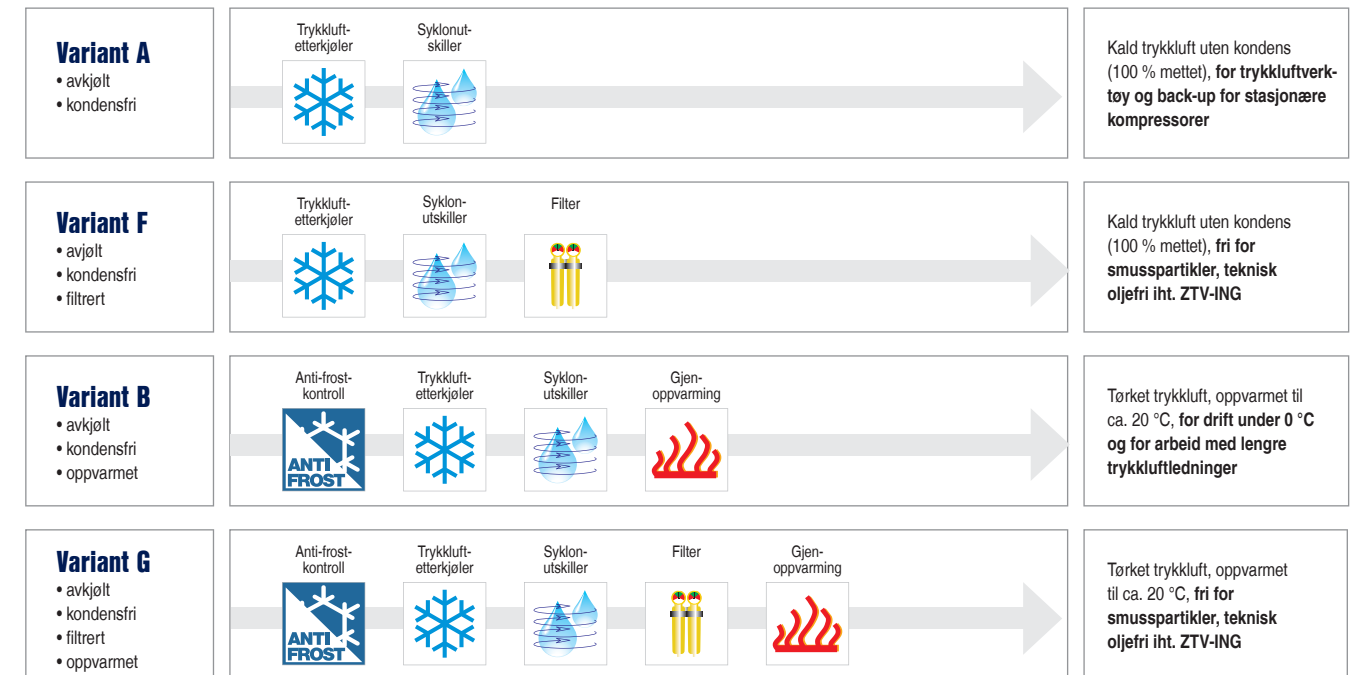 Variant A
• avkjølt
• kondensfri
Trykkluft-
etterkjøler
Syklonut-
skiller
Kald trykkluft uten kondens
(100 % mettet), for trykkluftverk-
tøy og back-up for stasjonære
kompressorer
Variant F
• avjølt
• kondensfri
• filtrert
Trykkluft-
etterkjøler
Syklon-
utskiller
Filter
Kald trykkluft uten kondens
(100 % mettet), fri for
smusspartikler, teknisk
oljefri iht. ZTV-ING
Variant B
• avkjølt
• kondensfri
• oppvarmet
Anti-frost-
kontroll
Trykkluft-
etterkjøler
Syklon-
utskiller
Gjen-
oppvarming
ANTI
FROST
Tørket trykkluft, oppvarmet til
ca. 20 °C, for drift under 0 °C
og for arbeid med lengre
trykkluftledninger
Variant G
• avkjølt
• kondensfri
• filtrert
• oppvarmet
Anti-frost-
kontroll
Trykkluft-
etterkjøler
Syklon-
utskiller
Filter
Gjen-
oppvarming
ANTI
FROST
Tørket trykkluft, oppvarmet
til ca. 20 °C, fri for
smusspartikler, teknisk
oljefri iht. ZTV-ING